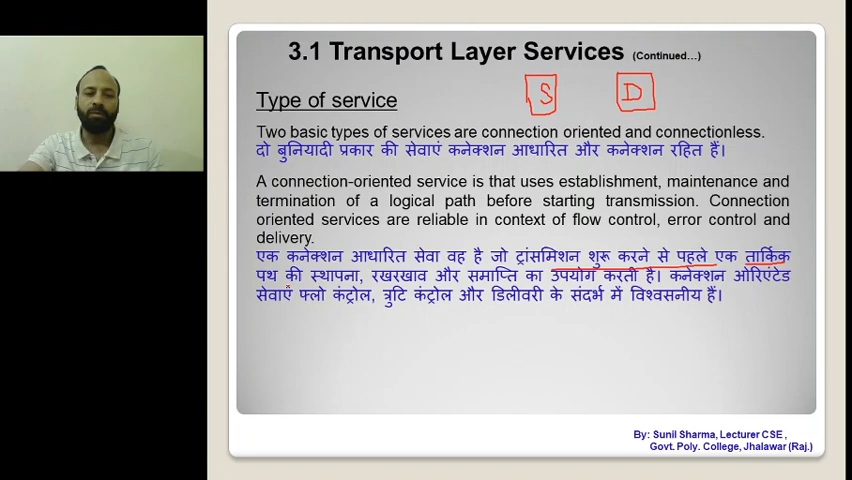 3.1 Transport Layer Services (Continued...)
S D
Type of service
Two basic types of services are connection oriented and connectionless.
दो बुनियादी प्रकार की सेवाएं कनेक्शन आधारित और कनेक्शन रहित हैं।
A connection-oriented service is that uses establishment, maintenance and
termination of a logical path before starting transmission. Connection
oriented services are reliable in context of flow control, error control and
delivery.
एक कनेक्शन आधारित सेवा वह है जो ट्रांसमिशन शुरू करने से पहले एक तार्किक
पथ की स्थापना, रखरखाव और समाप्ति का उपयोग करती है। कनेक्शन ओरिएंटेड
सेवाएं फ्लो कंट्रोल, त्रुटि कंट्रोल और डिलीवरी के संदर्भ में विश्वसनीय हैं।
By: Sunil Sharma, Lecturer CSE ,
Govt. Poly. College, Jhalawar (Raj.)